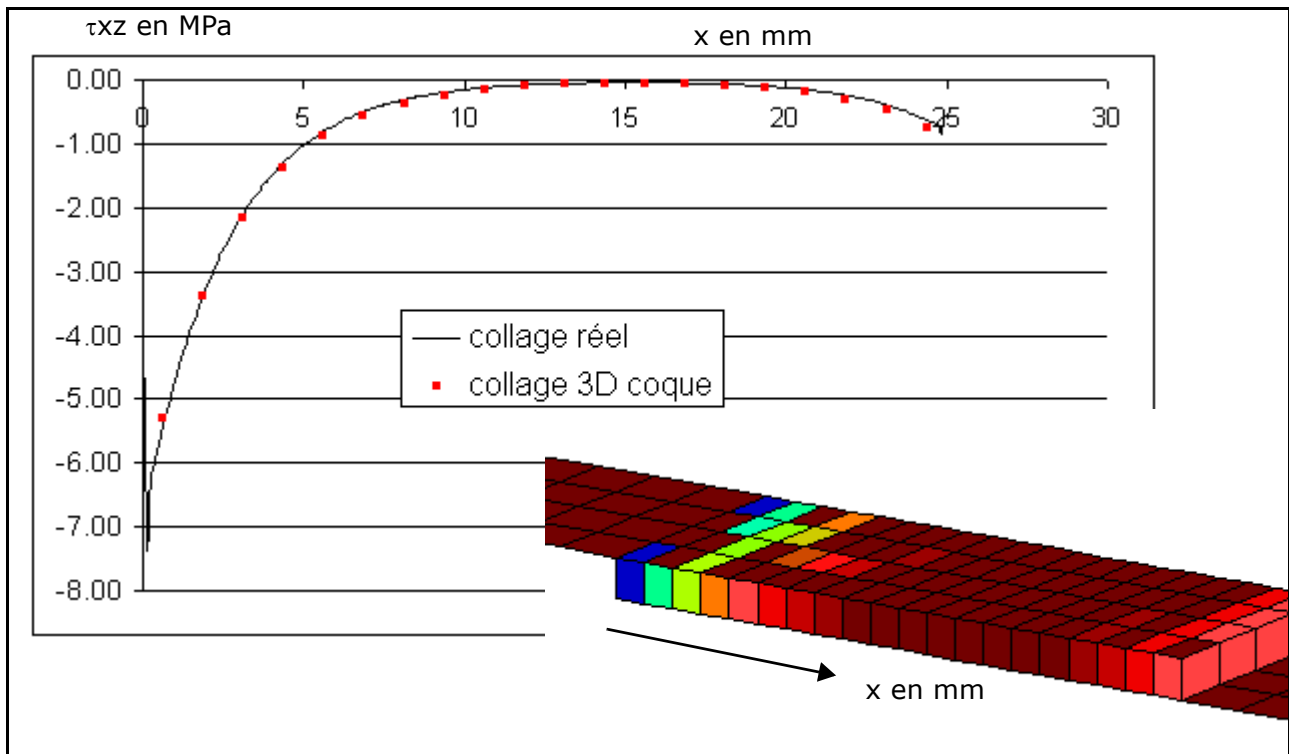 τxz en MPa
x en mm
0.00
0 5 10 15 20 25 30
-1.00
-2.00
-3.00
-4.00
collage réel
collage 3D coque
-5.00
-6.00
-7.00
-8.00
x en mm